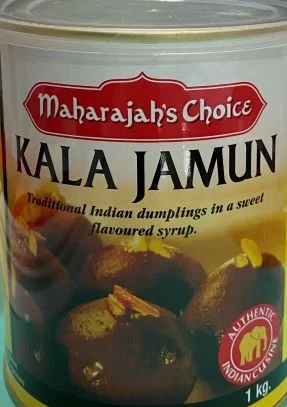 Maharajah's Choice
KALA JAMUN
Traditional Indian dumplings in a sweet
flavoured syrup.
AUTHENTIC
INDIAN CUISINE
1 kg.